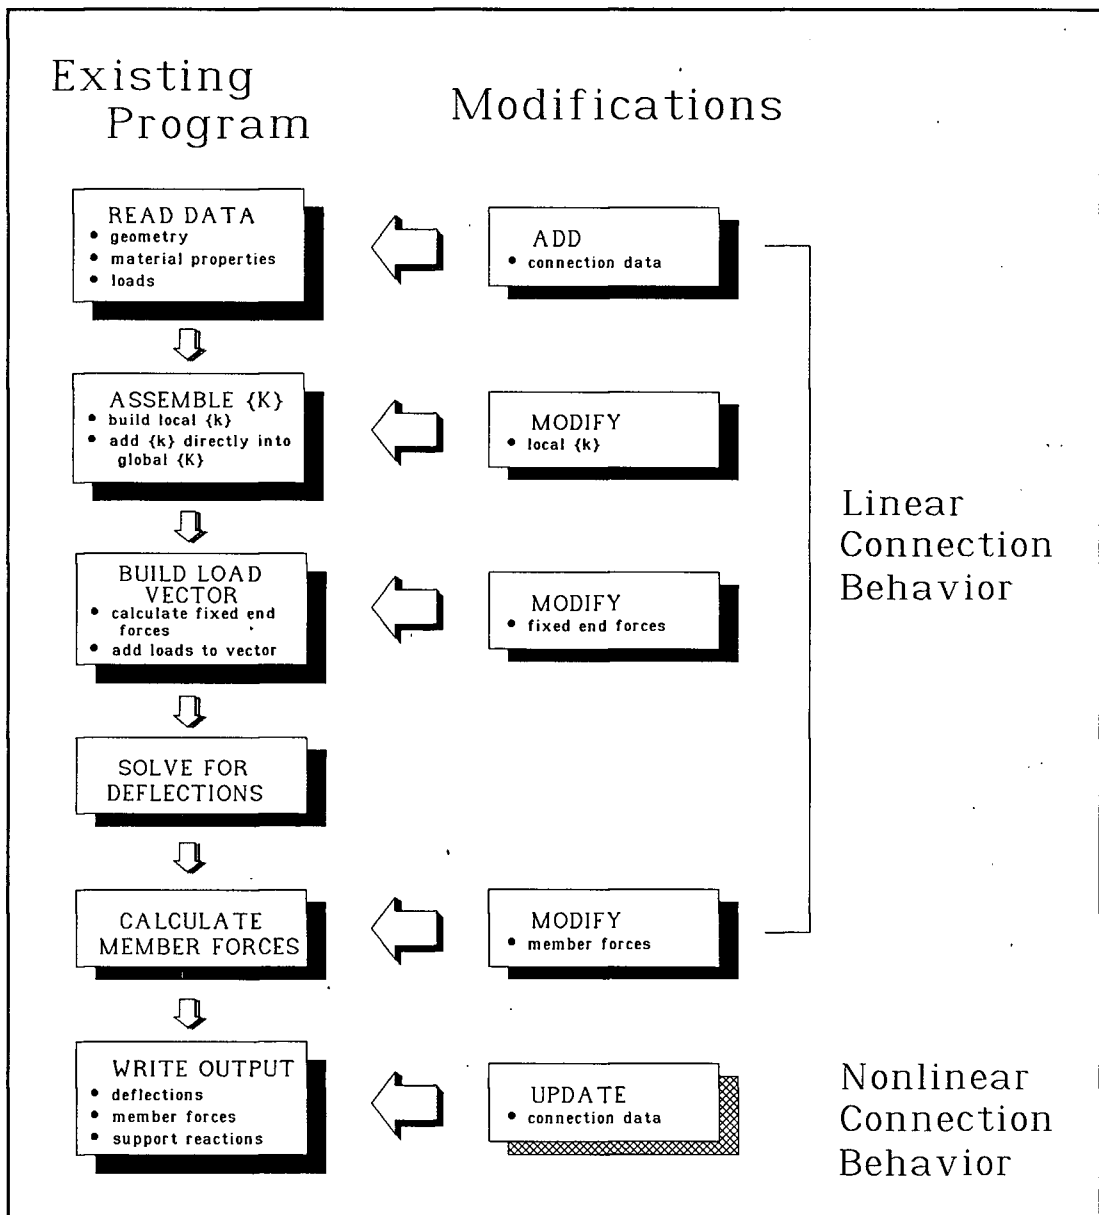 Existing
Program
Modifications
READ DATA
• geometry
• material properties
• loads
ADD
• connection data
ASSEMBLE {K}
• build local {k}
• add {k} directly into
global {K}
MODIFY
• local {k}
BUILD LOAD
VECTOR
• calculate fixed end
forces
• add loads to vector
MODIFY
• fixed end forces
Linear
Connection
Behavior
SOLVE FOR
DEFLECTIONS
CALCULATE
MEMBER FORCES
MODIFY
• member forces
WRITE OUTPUT
• deflections
• member forces
• support reactions
UPDATE
• connection data
Nonlinear
Connection
Behavior